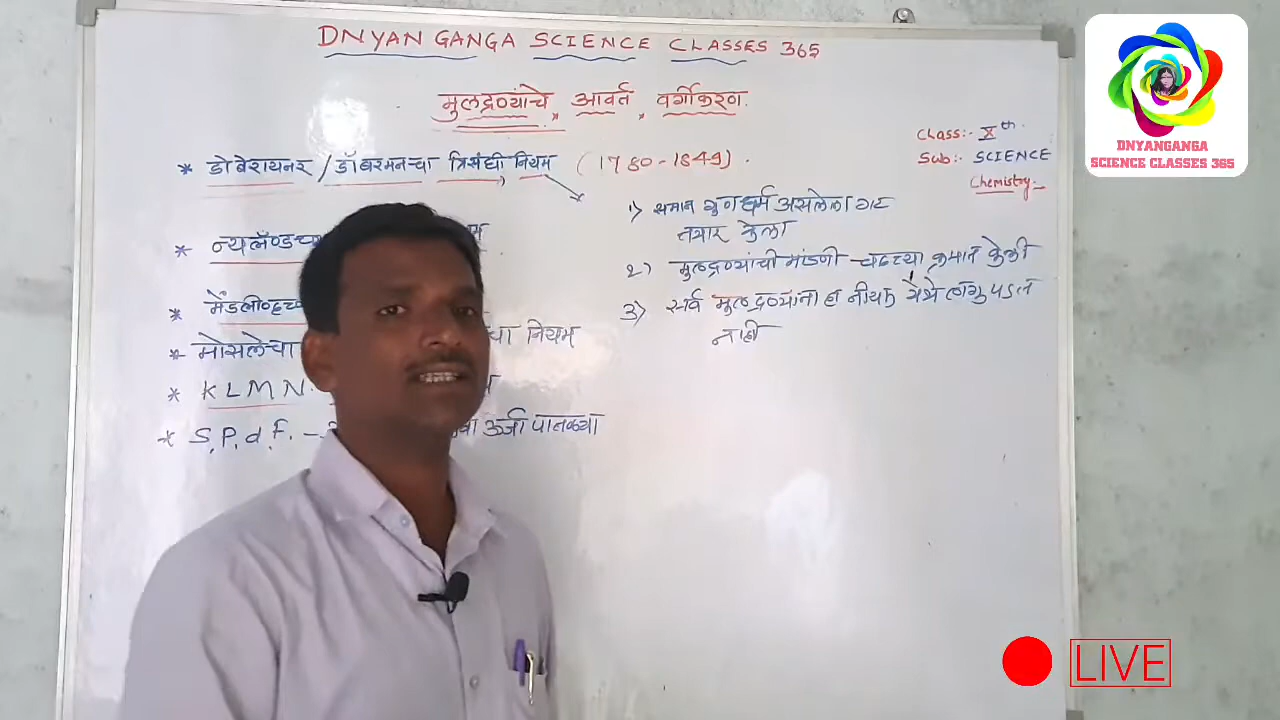 DNYAN GANGA SCIENCE CLASSES 365
मुलद्रव्यांचे आवर्त वर्गीकरण.
Class:- Xth
Sub:- SCIENCE
Chemistry
* डोबेरायनर / डॉबरमनचा त्रिसंधी नियम (1780-1849).
1) समान गुणधर्म असलेला गट
तयार केला
2) मुलद्रव्यांची मांडणी चढत्या क्रमात केली
3) सर्व मुलद्रव्यांना हा नीयम येथे लागु पडत
नाही
* न्यूलँडच्या
* मेंडलीव्हच्या
* मोसलेचा चा नियम
* K L M N.
* S, P, d, f. - ऊर्जा पातळ्या
DNYANGANGA
SCIENCE CLASSES 365
LIVE